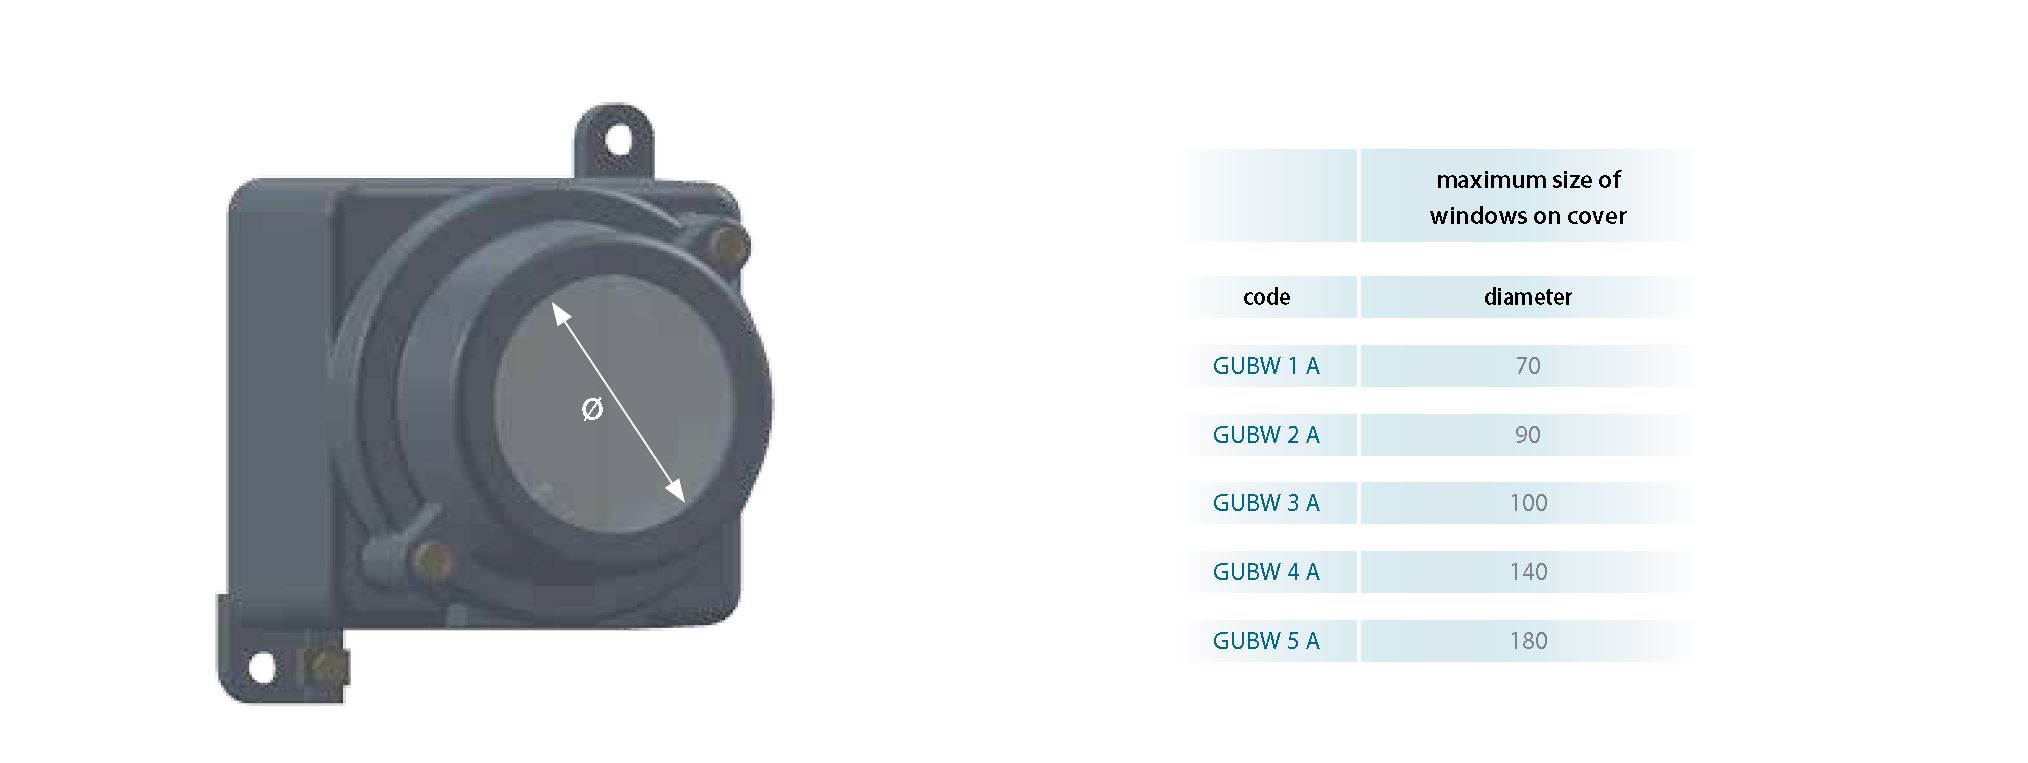 Ø
maximum size of
windows on cover
code diameter
GUBW 1 A 70
GUBW 2 A 90
GUBW 3 A 100
GUBW 4 A 140
GUBW 5 A 180